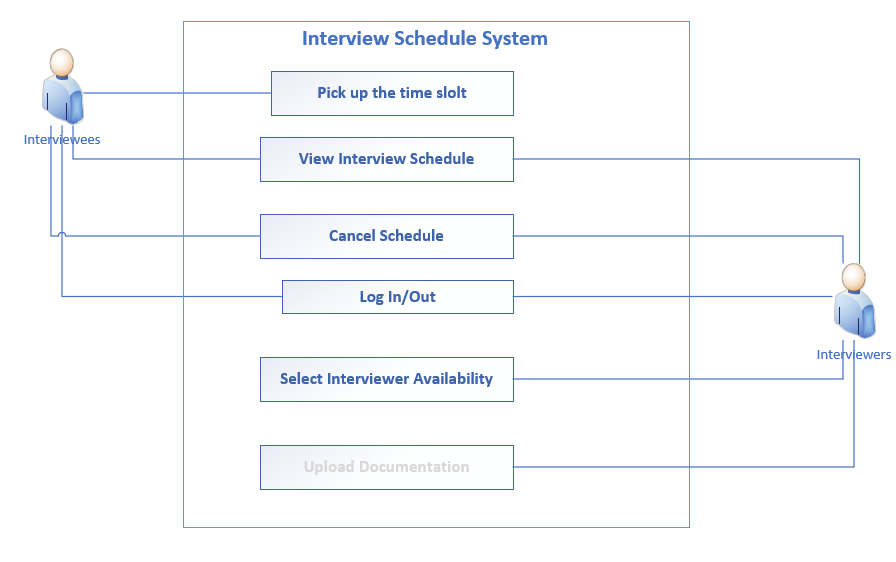 Interview Schedule System
Pick up the time slolt
Interviewees
View Interview Schedule
Cancel Schedule
Log In/Out
Interviewers
Select Interviewer Availability
Upload Documentation